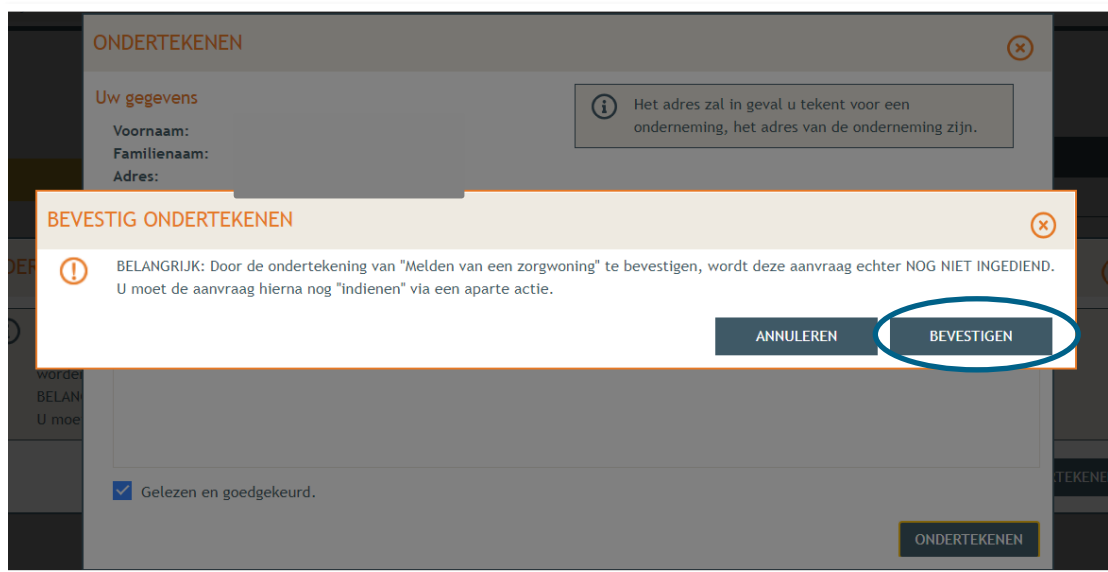 ONDERTEKENEN
Uw gegevens
Het adres zal in geval u tekent voor een
onderneming, het adres van de onderneming zijn.
Voornaam:
Familienaam:
Adres:
BEVESTIG ONDERTEKENEN
BELANGRIJK: Door de ondertekening van "Melden van een zorgwoning" te bevestigen, wordt deze aanvraag echter NOG NIET INGEDIEND.
U moet de aanvraag hierna nog "indienen" via een aparte actie.
ANNULEREN
BEVESTIGEN
U moe
Gelezen en goedgekeurd.
ONDERTEKENEN